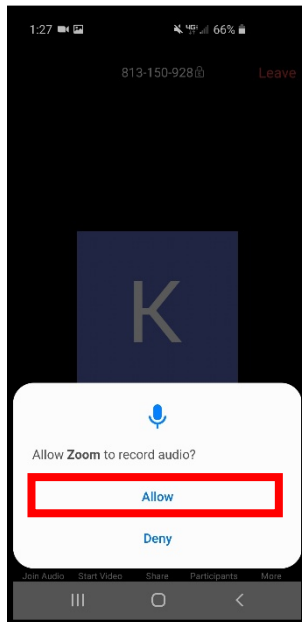 1:27 4G 66%
813-150-928 Leave
K
Allow Zoom to record audio?
Allow
Deny
Join Audio Start Video Share Participants More